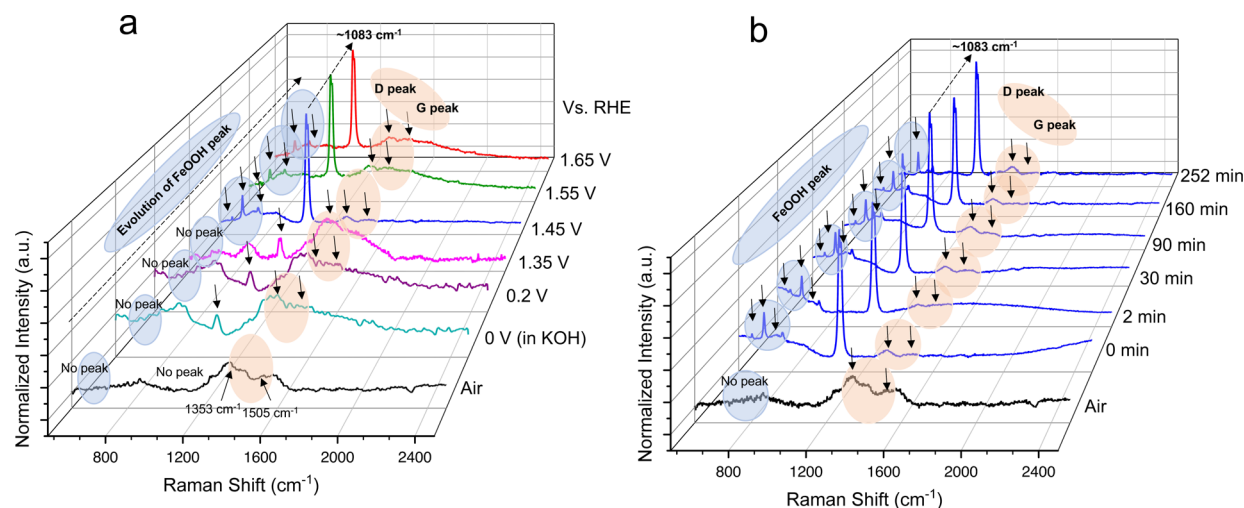 a
~1083 cm⁻¹
D peak
G peak
Vs. RHE
Evolution of FeOOH peak
1.65 V
1.55 V
1.45 V
No peak
1.35 V
No peak
0.2 V
No peak
0 V (in KOH)
No peak
No peak
Air
1353 cm⁻¹
1505 cm⁻¹
Normalized Intensity (a.u.)
800 1200 1600 2000 2400
Raman Shift (cm⁻¹)
b
~1083 cm⁻¹
D peak
G peak
FeOOH peak
252 min
160 min
90 min
30 min
2 min
0 min
No peak
Air
Normalized Intensity (a.u.)
800 1200 1600 2000 2400
Raman Shift (cm⁻¹)